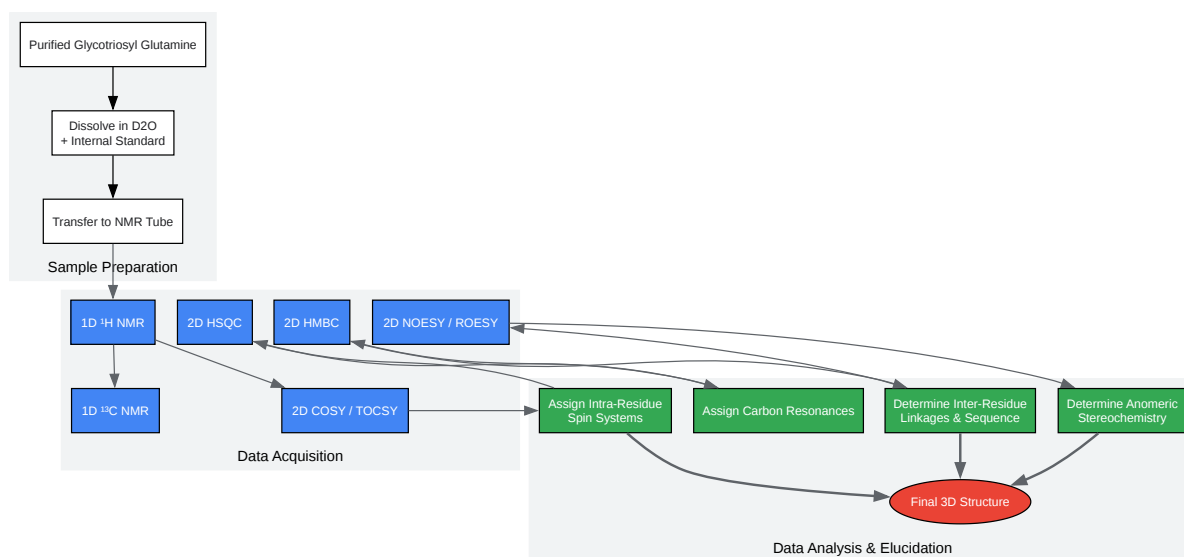 Purified Glycotriosyl Glutamine
Dissolve in D2O
+ Internal Standard
Transfer to NMR Tube
Sample Preparation
1D ¹H NMR
2D HSQC
2D HMBC
2D NOESY / ROESY
1D ¹³C NMR
2D COSY / TOCSY
Data Acquisition
Assign Intra-Residue
Spin Systems
Assign Carbon Resonances
Determine Inter-Residue
Linkages & Sequence
Determine Anomeric
Stereochemistry
Final 3D Structure
Data Analysis & Elucidation